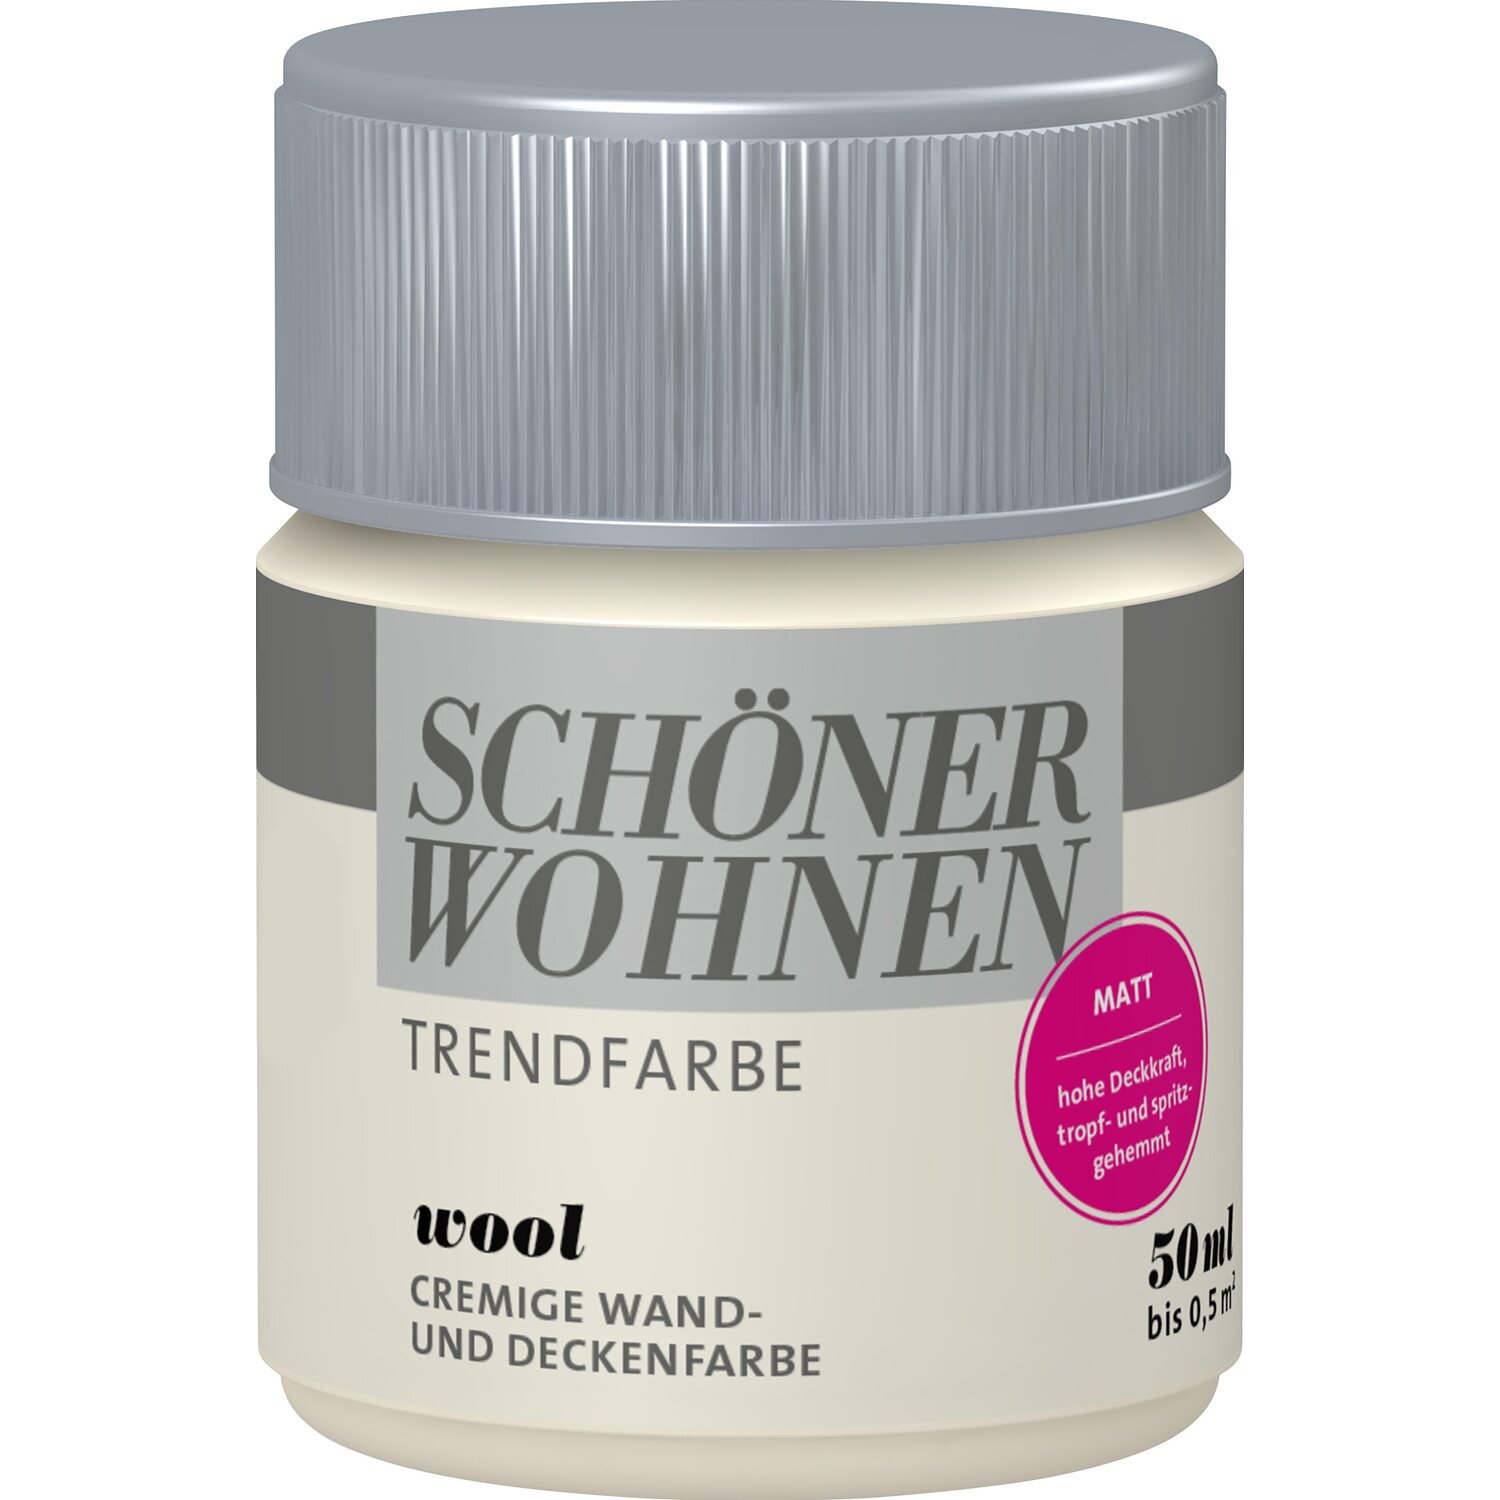 SCHÖNER
WOHNEN
TRENDFARBE
MATT
hohe Deckkraft,
tropf- und spritz-
gehemmt
wool
CREMIGE WAND-
UND DECKENFARBE
50 ml
bis 0,5 m²